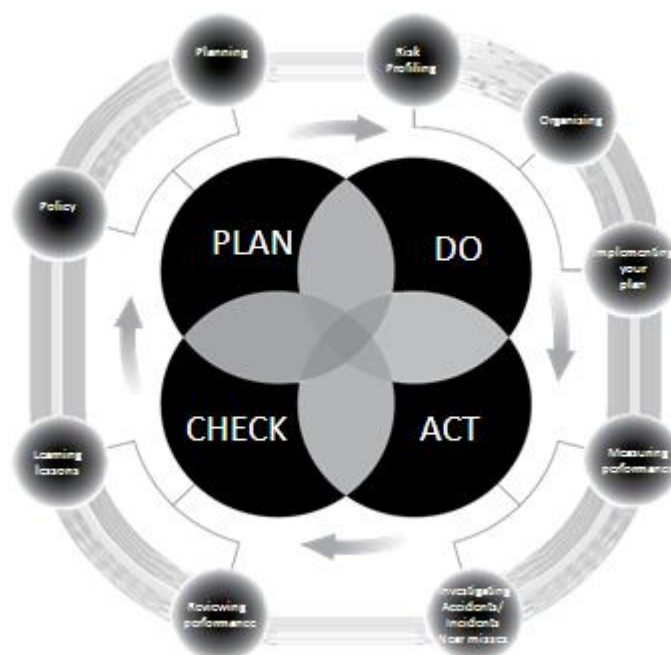 Planning
Risk
Profiling
Organising
Policy
PLAN
DO
Implementing
your
plan
CHECK
ACT
Learning
lessons
Measuring
performance
Reviewing
performance
Investigating
Accidents/
Incidents
Near misses